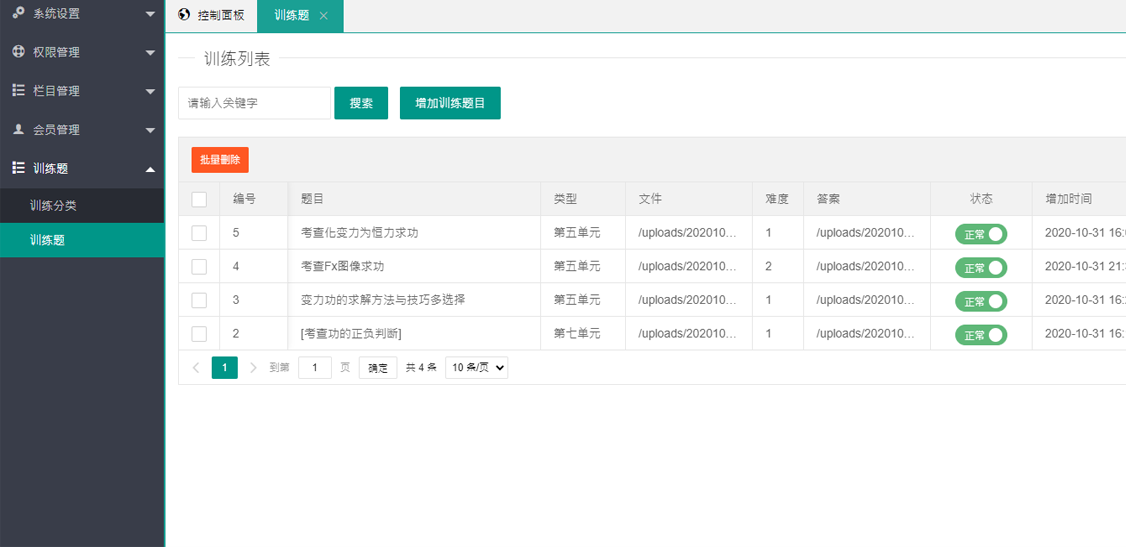 系统设置
权限管理
栏目管理
会员管理
训练题
训练分类
训练题
控制面板 训练题
训练列表
请输入关键字 搜索 增加训练题目
批量删除
编号 题目 类型 文件 难度 答案 状态 增加时间
5 考查化变力为恒力求功 第五单元 /uploads/202010... 1 /uploads/202010... 正常 2020-10-31 16:
4 考查Fx图像求功 第五单元 /uploads/202010... 2 /uploads/202010... 正常 2020-10-31 21:
3 变力功的求解方法与技巧多选择 第五单元 /uploads/202010... 1 /uploads/202010... 正常 2020-10-31 16:
2 [考查功的正负判断] 第七单元 /uploads/202010... 1 /uploads/202010... 正常 2020-10-31 16:
1 到第 1 页 确定 共 4 条 10 条/页